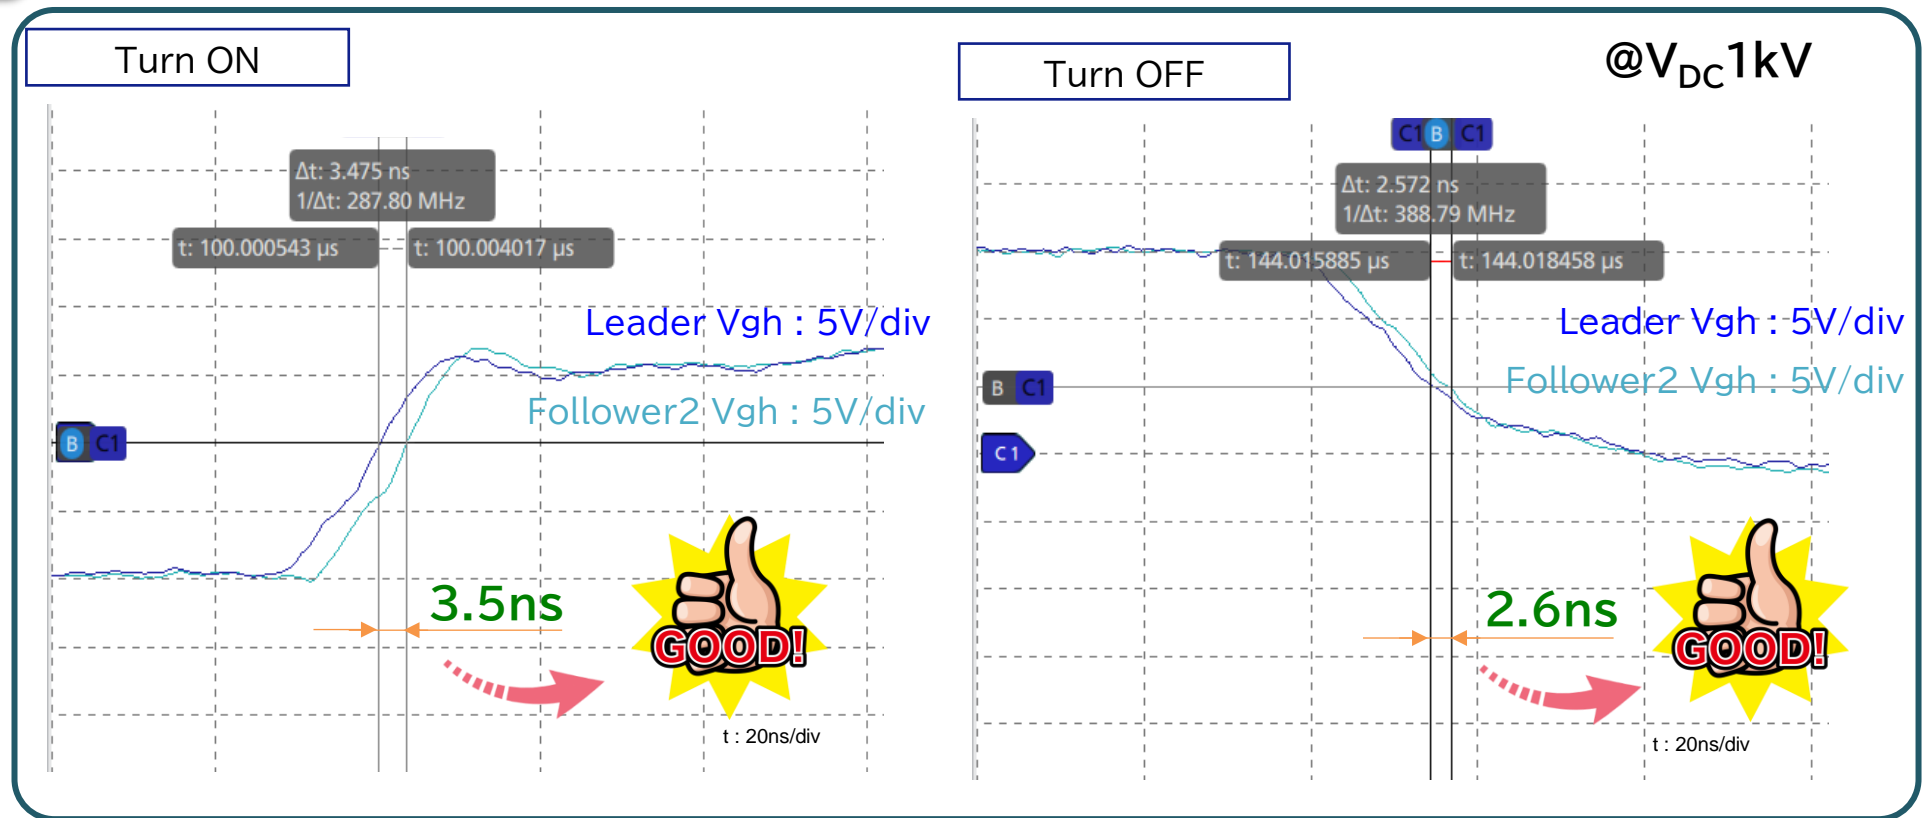 Turn ON
Δt: 3.475 ns
1/Δt: 287.80 MHz
t: 100.000543 µs
t: 100.004017 µs
Leader Vgh : 5V/div
Follower2 Vgh : 5V/div
B C1
3.5ns
GOOD!
t : 20ns/div
Turn OFF
@VDC1kV
C1 B C1
Δt: 2.572 ns
1/Δt: 388.79 MHz
t: 144.015885 µs
t: 144.018458 µs
Leader Vgh : 5V/div
Follower2 Vgh : 5V/div
B C1
C1
2.6ns
GOOD!
t : 20ns/div